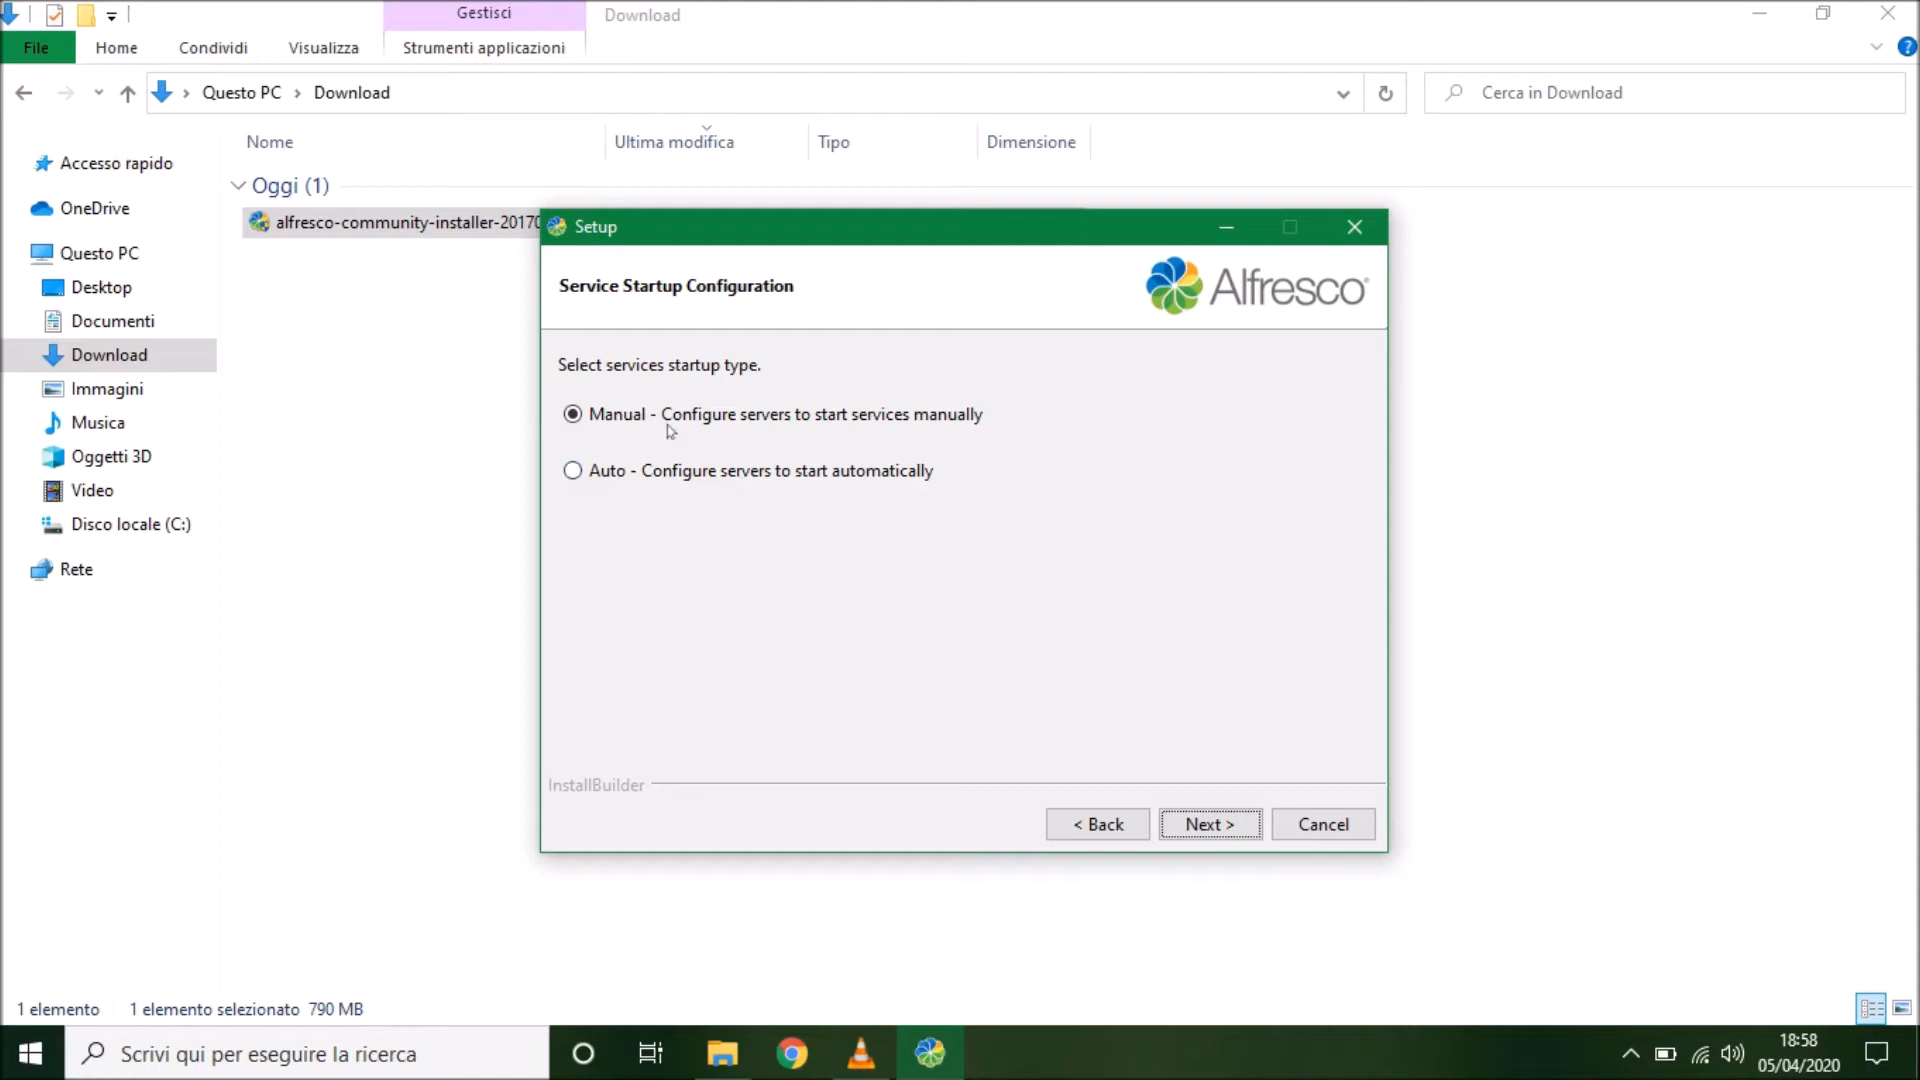 Gestisci
Download
File
Home
Condividi
Visualizza
Strumenti applicazioni
Questo PC
Download
Cerca in Download
Nome
Ultima modifica
Tipo
Dimensione
Accesso rapido
OneDrive
Questo PC
Desktop
Documenti
Download
Immagini
Musica
Oggetti 3D
Video
Disco locale (C:)
Rete
Oggi (1)
alfresco-community-installer-20170
Setup
Service Startup Configuration
Alfresco
Select services startup type.
Manual - Configure servers to start services manually
Auto - Configure servers to start automatically
InstallBuilder
< Back
Next >
Cancel
1 elemento
1 elemento selezionato 790 MB
Scrivi qui per eseguire la ricerca
18:58
05/04/2020